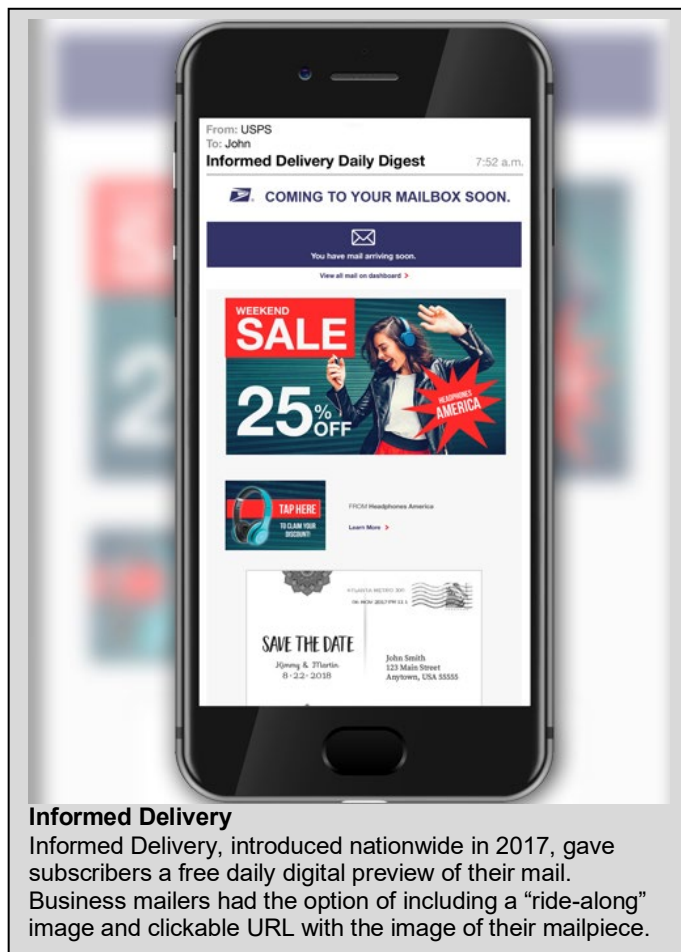 From: USPS
To: John
Informed Delivery Daily Digest 7:52 a.m.
COMING TO YOUR MAILBOX SOON.
You have mail arriving soon.
View all mail on dashboard >
WEEKEND
SALE
25% OFF
HEADPHONES
AMERICA
TAP HERE
TO CLAIM YOUR
DISCOUNT!
FROM Headphones America
Learn More >
SAVE THE DATE
Kimmy & Martin
8-22-2018
John Smith
123 Main Street
Anytown, USA 55555
Informed Delivery
Informed Delivery, introduced nationwide in 2017, gave
subscribers a free daily digital preview of their mail.
Business mailers had the option of including a “ride-along”
image and clickable URL with the image of their mailpiece.